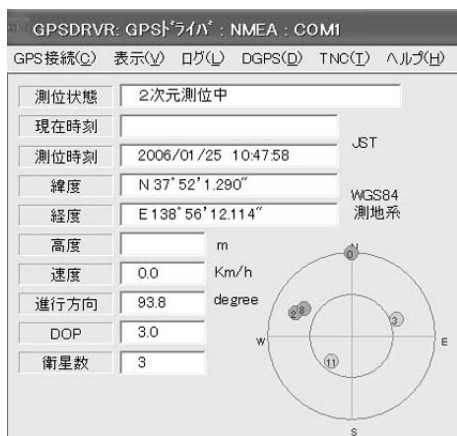 GPSDRVR: GPSﾄﾞﾗｲﾊﾞ : NMEA : COM1
GPS接続(C) 表示(V) ログ(L) DGPS(D) TNC(T) ヘルプ(H)
測位状態 2次元測位中
現在時刻
測位時刻 2006/01/25 10:47:58 JST
緯度 N 37°52'1.290"
経度 E 138°56'12.114"
WGS84
測地系
高度 m
速度 0.0 Km/h
進行方向 93.8 degree
DOP 3.0
衛星数 3
N
0
2 8
3
W E
11
S